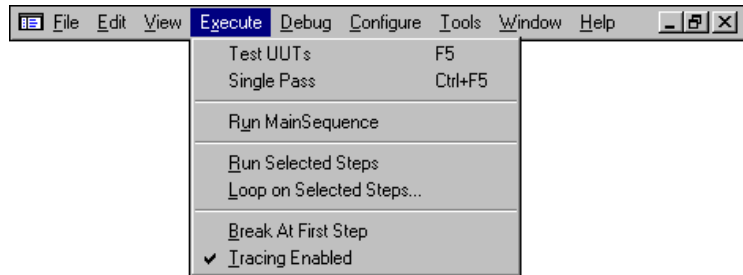 File Edit View Execute Debug Configure Tools Window Help
Test UUTs F5
Single Pass Ctrl+F5
Run MainSequence
Run Selected Steps
Loop on Selected Steps...
Break At First Step
Tracing Enabled